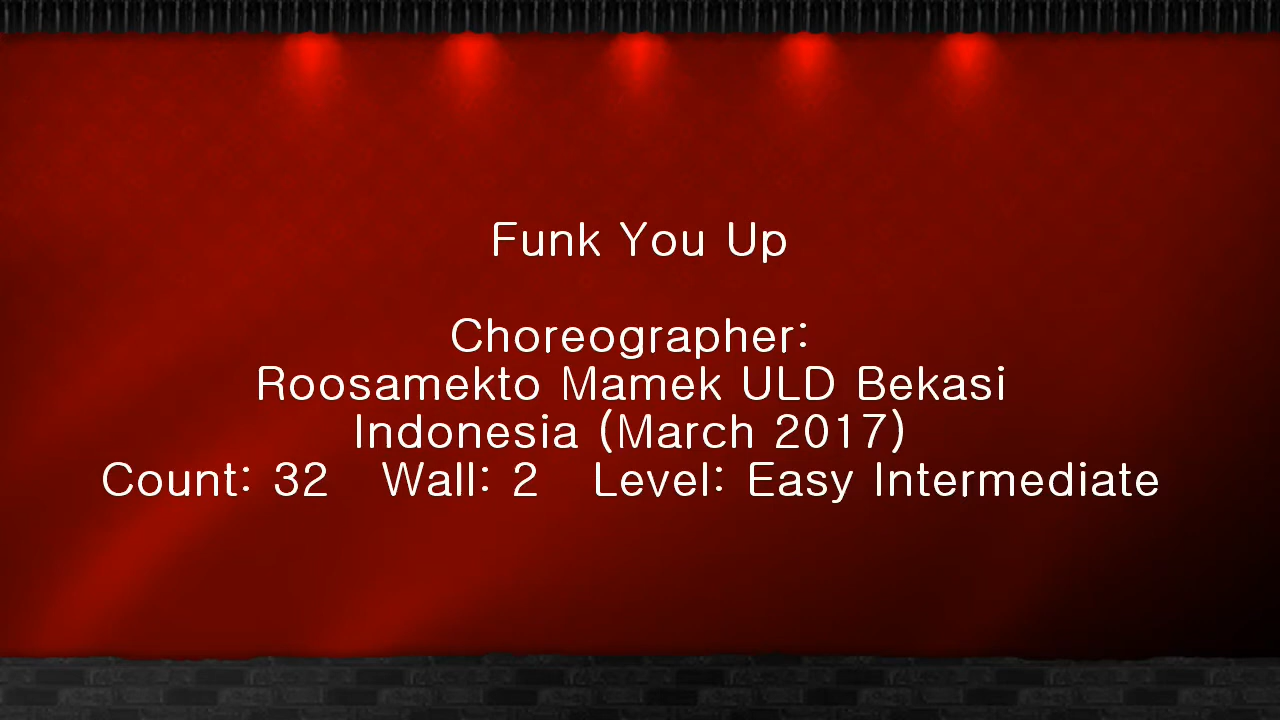 Funk You Up
Choreographer:
Roosamekto Mamek ULD Bekasi
Indonesia (March 2017)
Count: 32 Wall: 2 Level: Easy Intermediate